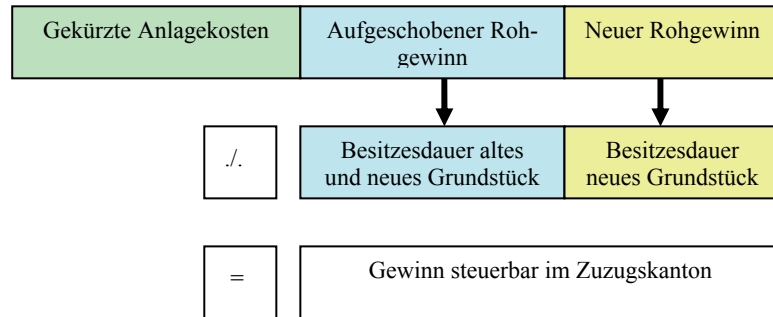 Gekürzte Anlagekosten
Aufgeschobener Roh-
gewinn
Neuer Rohgewinn
./.
Besitzesdauer altes
und neues Grundstück
Besitzesdauer
neues Grundstück
=
Gewinn steuerbar im Zuzugskanton